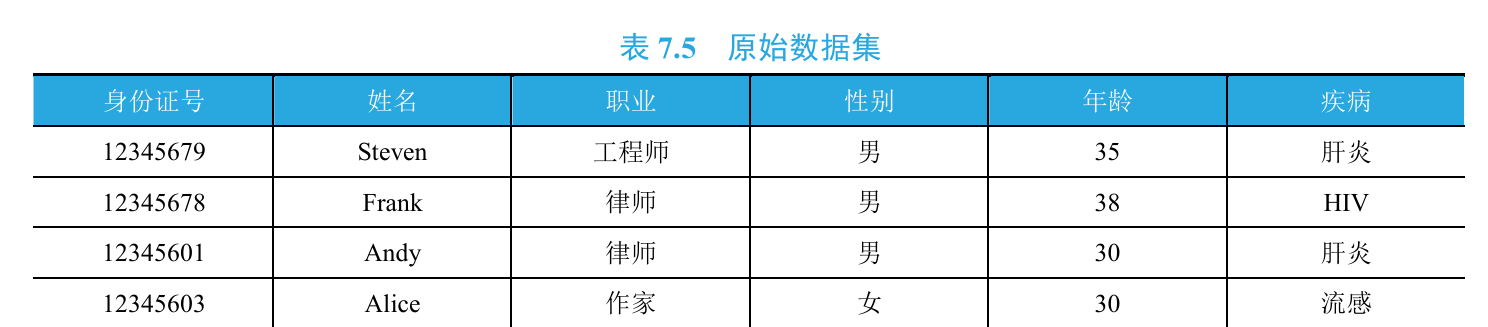 表 7.5 原始数据集
身份证号 姓名 职业 性别 年龄 疾病
12345679 Steven 工程师 男 35 肝炎
12345678 Frank 律师 男 38 HIV
12345601 Andy 律师 男 30 肝炎
12345603 Alice 作家 女 30 流感